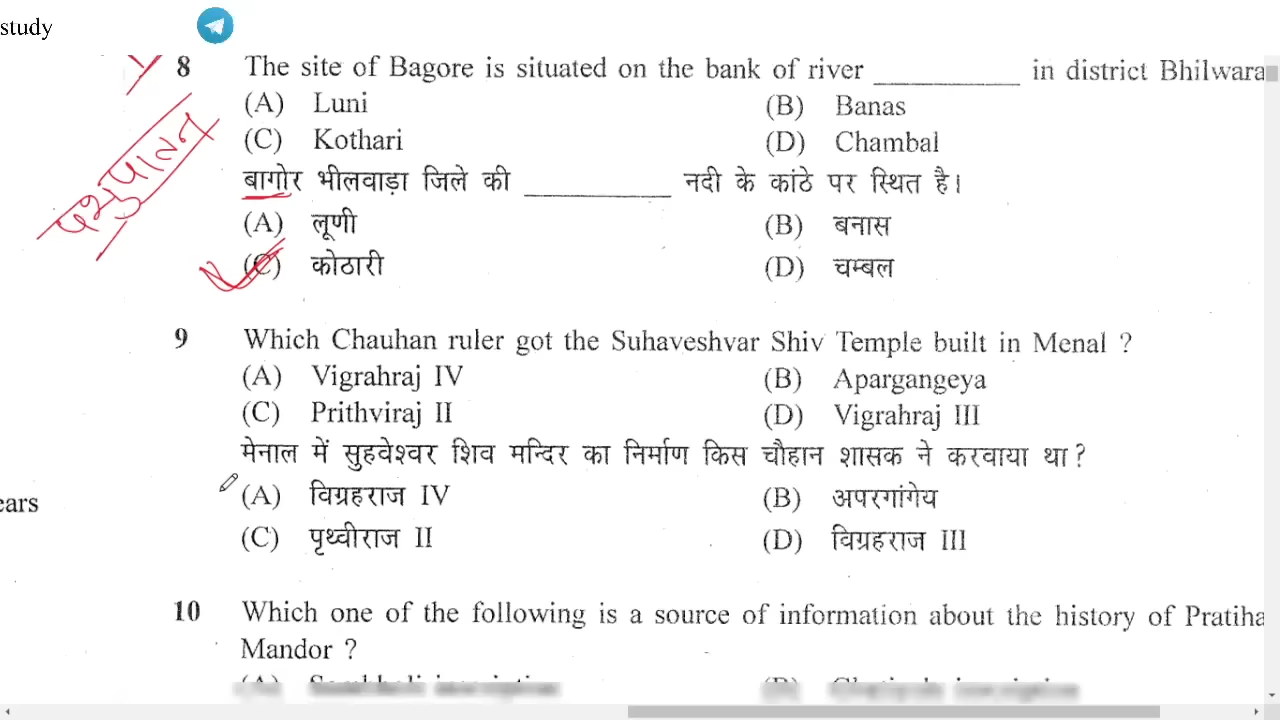 study
8 The site of Bagore is situated on the bank of river __________ in district Bhilwara
(A) Luni (B) Banas
(C) Kothari (D) Chambal
बागोर भीलवाड़ा जिले की __________ नदी के कांठे पर स्थित है।
(A) लूणी (B) बनास
(C) कोठारी (D) चम्बल
पशुपालन
9 Which Chauhan ruler got the Suhaveshvar Shiv Temple built in Menal ?
(A) Vigrahraj IV (B) Apargangeya
(C) Prithviraj II (D) Vigrahraj III
मेनाल में सुहवेश्वर शिव मन्दिर का निर्माण किस चौहान शासक ने करवाया था?
(A) विग्रहराज IV (B) अपरगांगेय
ears
(C) पृथ्वीराज II (D) विग्रहराज III
10 Which one of the following is a source of information about the history of Pratiha
Mandor ?